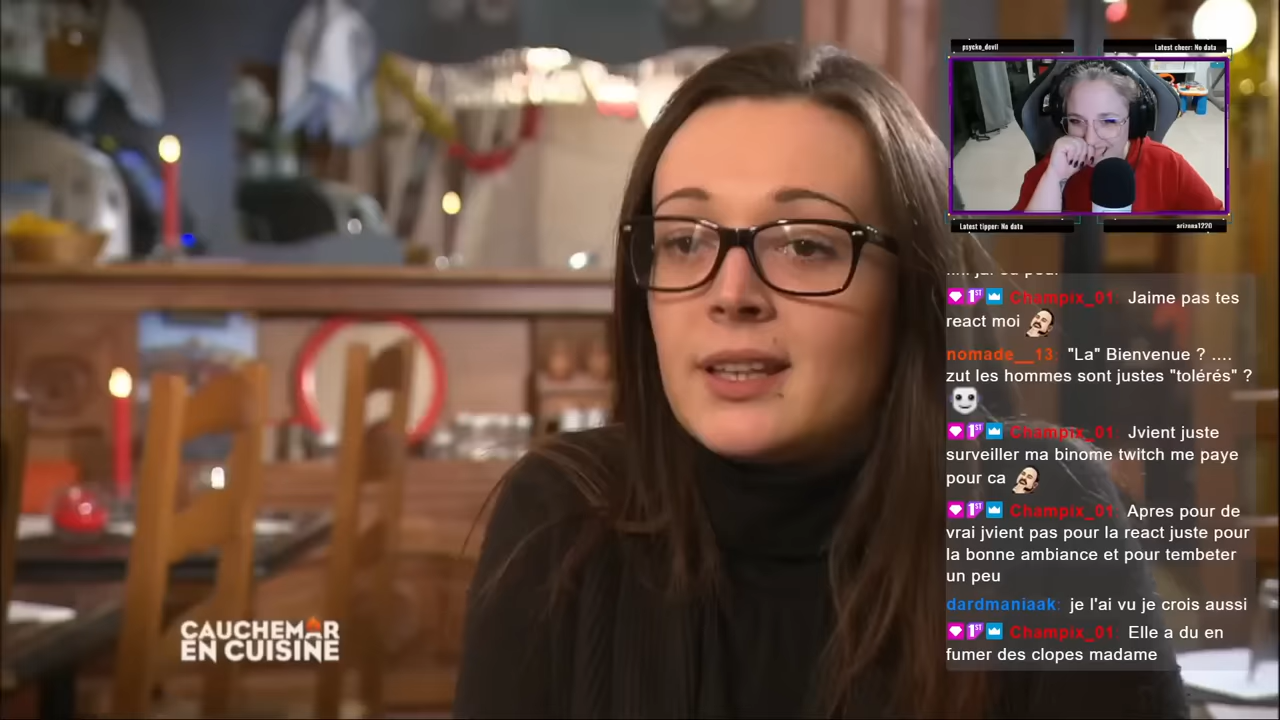 psycko_devil
Latest cheer: No data
Latest tipper: No data
arizona1220
Champix_01: Jaime pas tes
react moi
nomade__13: "La" Bienvenue ? ....
zut les hommes sont justes "tolérés" ?
Champix_01: Jvient juste
surveiller ma binome twitch me paye
pour ca
Champix_01: Apres pour de
vrai jvient pas pour la react juste pour
la bonne ambiance et pour tembeter
un peu
dardmaniaak: je l'ai vu je crois aussi
Champix_01: Elle a du en
fumer des clopes madame
CAUCHEMAR
EN CUISINE